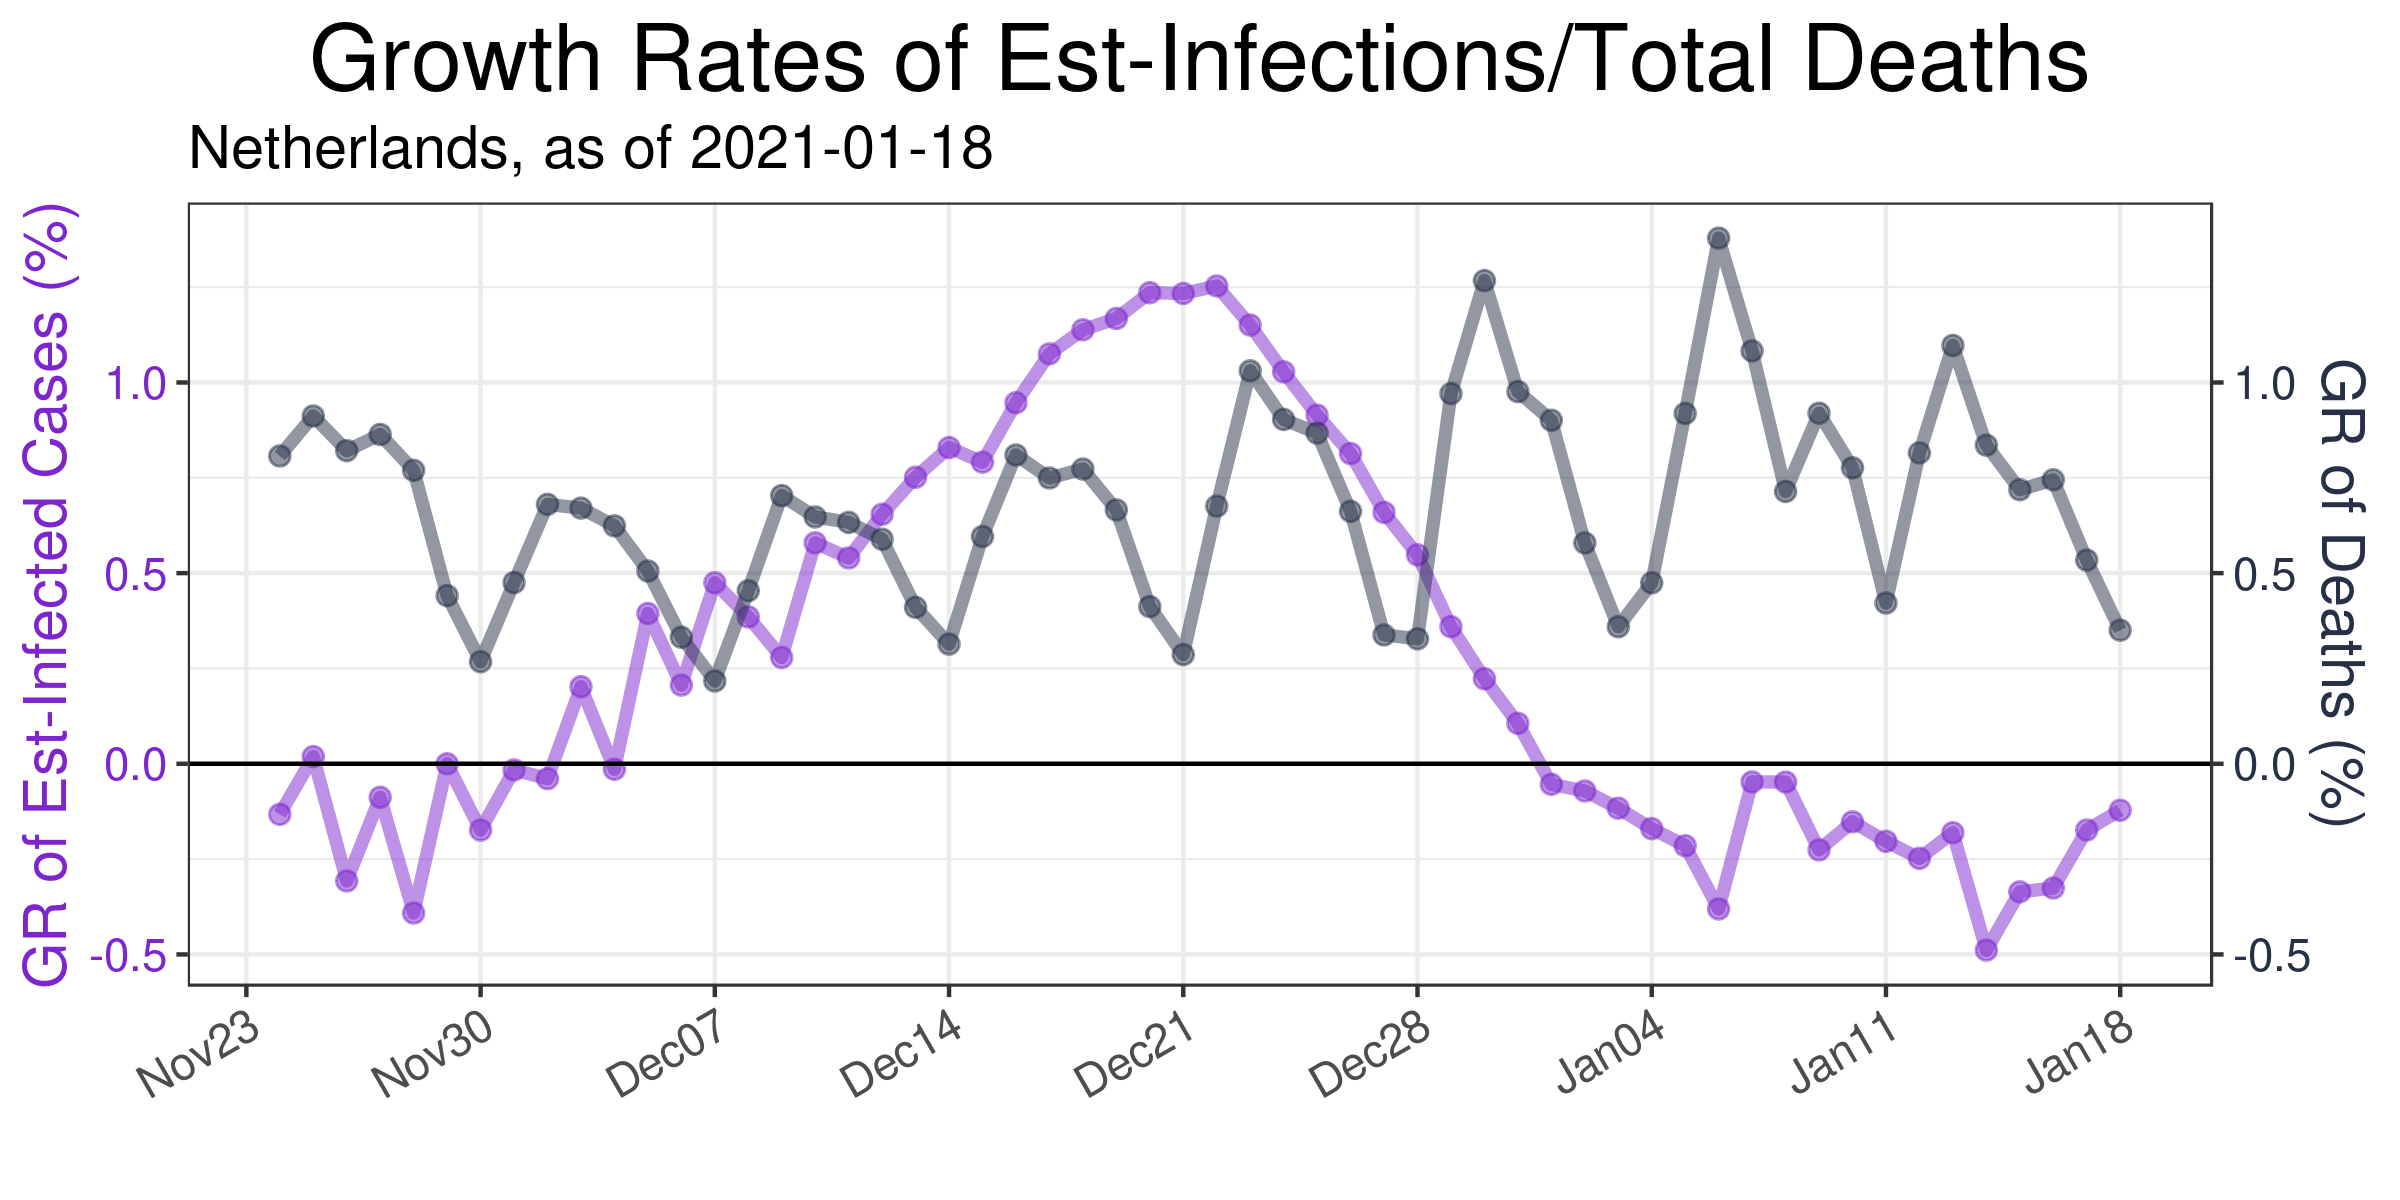 Growth Rates of Est-Infections/Total Deaths
Netherlands, as of 2021-01-18
GR of Est-Infected Cases (%)
1.0
0.5
0.0
-0.5
1.0
0.5
0.0
-0.5
GR of Deaths (%)
Nov23
Nov30
Dec07
Dec14
Dec21
Dec28
Jan04
Jan11
Jan18